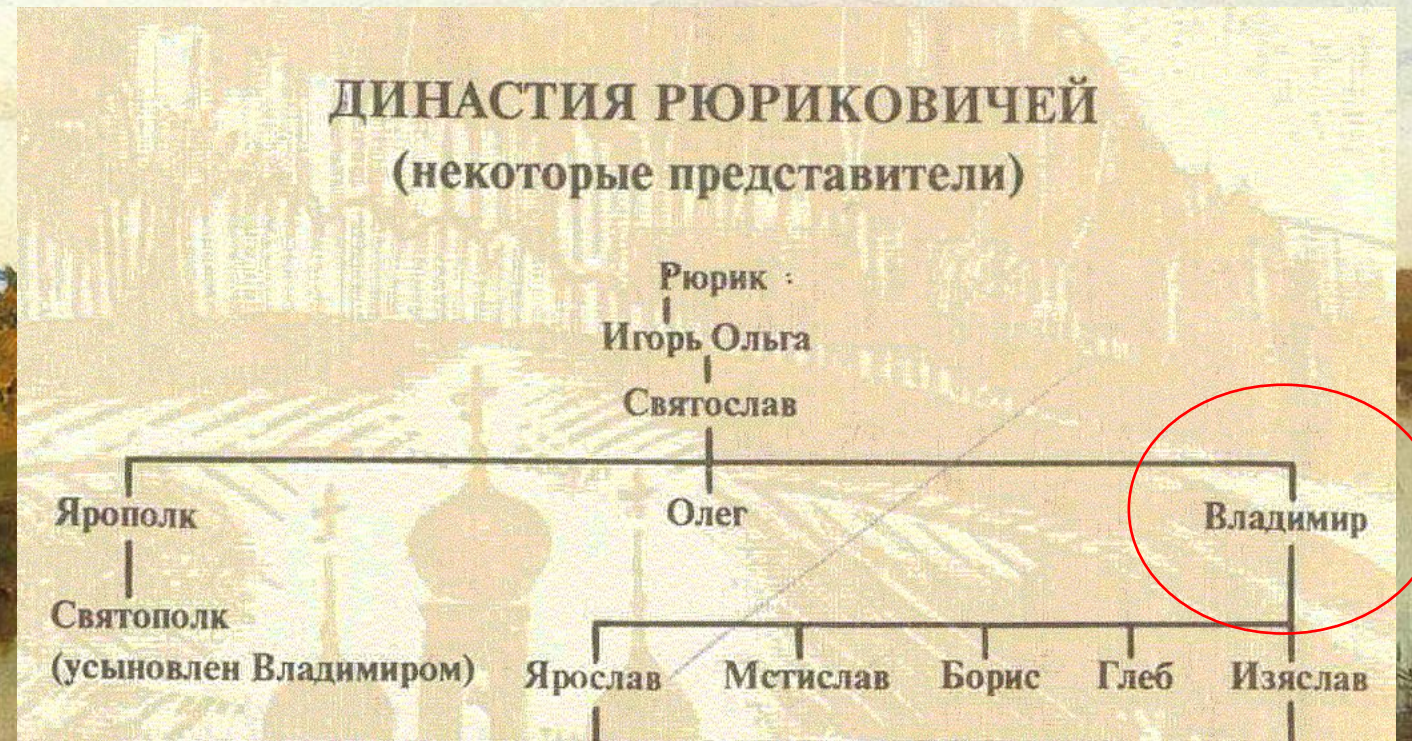 ДИНАСТИЯ РЮРИКОВИЧЕЙ
(некоторые представители)
Рюрик
Игорь Ольга
Святослав
Ярополк Олег Владимир
Святополк
(усыновлен Владимиром) Ярослав Мстислав Борис Глеб Изяслав